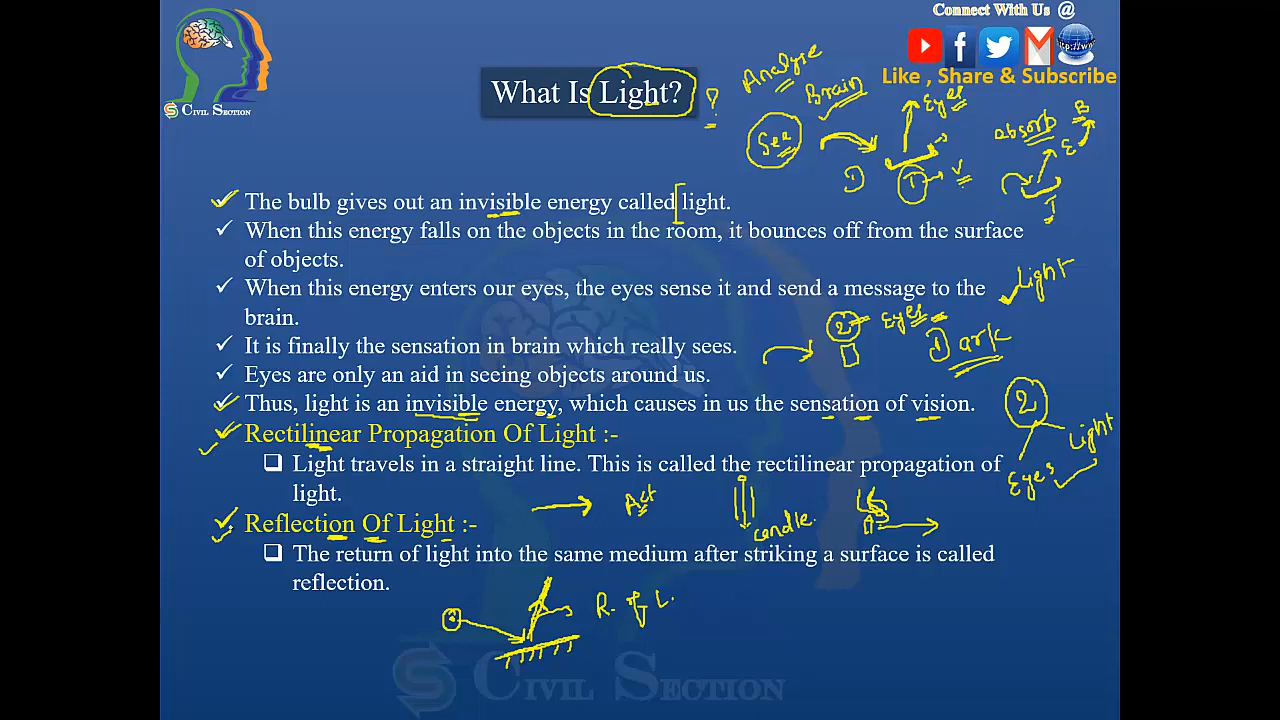 Connect With Us @
http://www
Like , Share & Subscribe
CIVIL SECTION
What Is Light?
?
Analyse
Brain
See
Eyes
absorb
B
E
D
T
T
The bulb gives out an invisible energy called light.
When this energy falls on the objects in the room, it bounces off from the surface
of objects.
When this energy enters our eyes, the eyes sense it and send a message to the
brain.
Light
Eyes
Dark
It is finally the sensation in brain which really sees.
Eyes are only an aid in seeing objects around us.
Thus, light is an invisible energy, which causes in us the sensation of vision.
2
Light
Eyes
Rectilinear Propagation Of Light :-
Light travels in a straight line. This is called the rectilinear propagation of
light.
Act
candle.
Reflection Of Light :-
The return of light into the same medium after striking a surface is called
reflection.
R. of L.
CIVIL SECTION